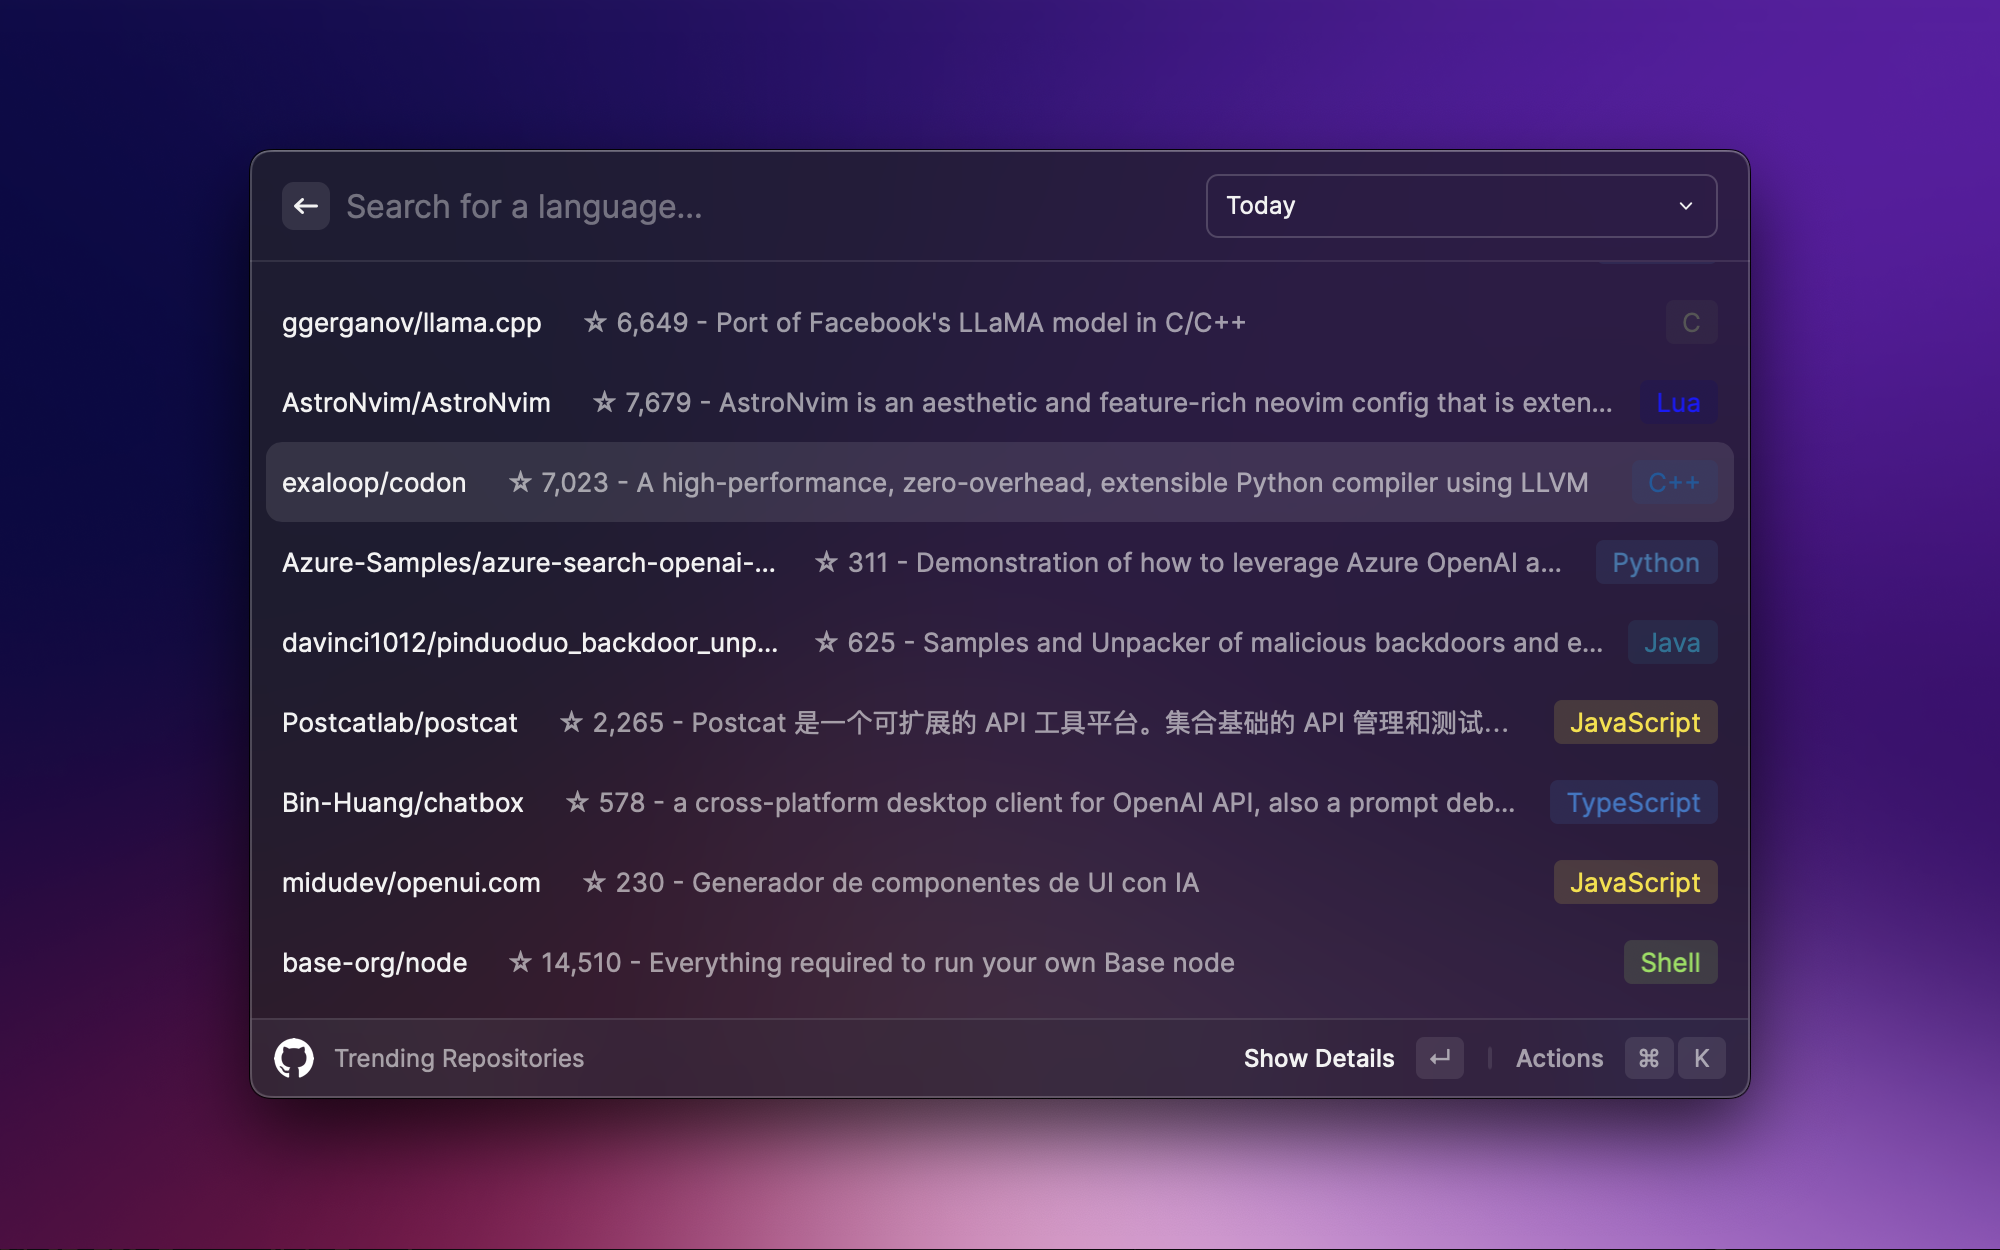 Search for a language...
Today
ggerganov/llama.cpp ☆ 6,649 - Port of Facebook's LLaMA model in C/C++ C
AstroNvim/AstroNvim ☆ 7,679 - AstroNvim is an aesthetic and feature-rich neovim config that is exten... Lua
exaloop/codon ☆ 7,023 - A high-performance, zero-overhead, extensible Python compiler using LLVM C++
Azure-Samples/azure-search-openai-... ☆ 311 - Demonstration of how to leverage Azure OpenAI a... Python
davinci1012/pinduoduo_backdoor_unp... ☆ 625 - Samples and Unpacker of malicious backdoors and e... Java
Postcatlab/postcat ☆ 2,265 - Postcat 是一个可扩展的 API 工具平台。集合基础的 API 管理和测试... JavaScript
Bin-Huang/chatbox ☆ 578 - a cross-platform desktop client for OpenAI API, also a prompt deb... TypeScript
midudev/openui.com ☆ 230 - Generador de componentes de UI con IA JavaScript
base-org/node ☆ 14,510 - Everything required to run your own Base node Shell
Trending Repositories
Show Details ↵ | Actions ⌘ K